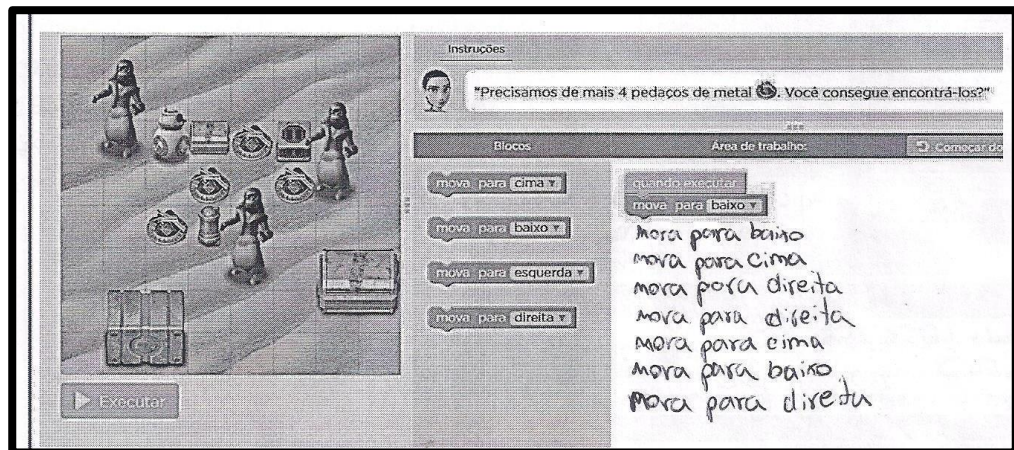 Instruções
"Precisamos de mais 4 pedaços de metal. Você consegue encontrá-los?"
Blocos
Área de trabalho:
Começar do
mova para cima
mova para baixo
mova para esquerda
mova para direita
Executar
quando executar
mova para baixo
mova para baixo
mova para cima
mova para direita
mova para direita
mova para cima
mova para baixo
mova para direita